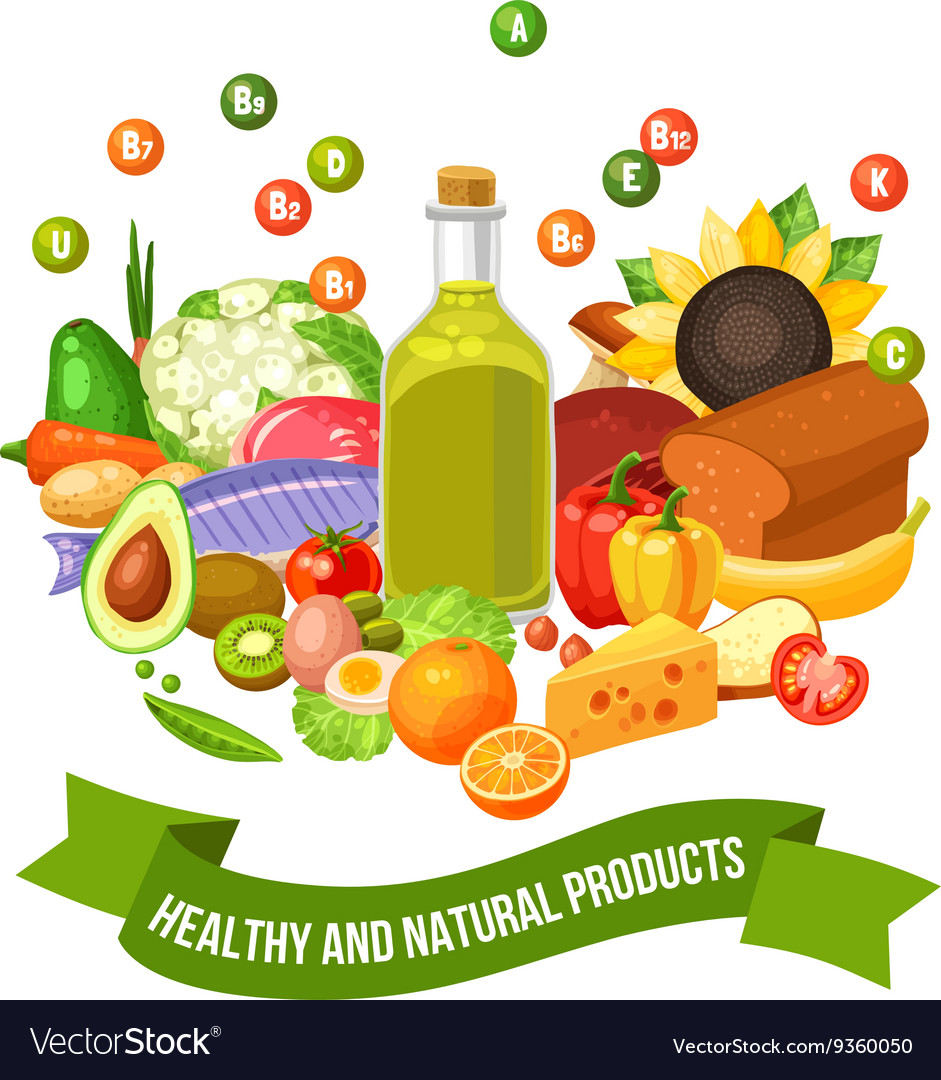 A
B9
B7
D
B12
E
K
B2
U
B6
B1
C
HEALTHY AND NATURAL PRODUCTS
VectorStock®
VectorStock.com/9360050